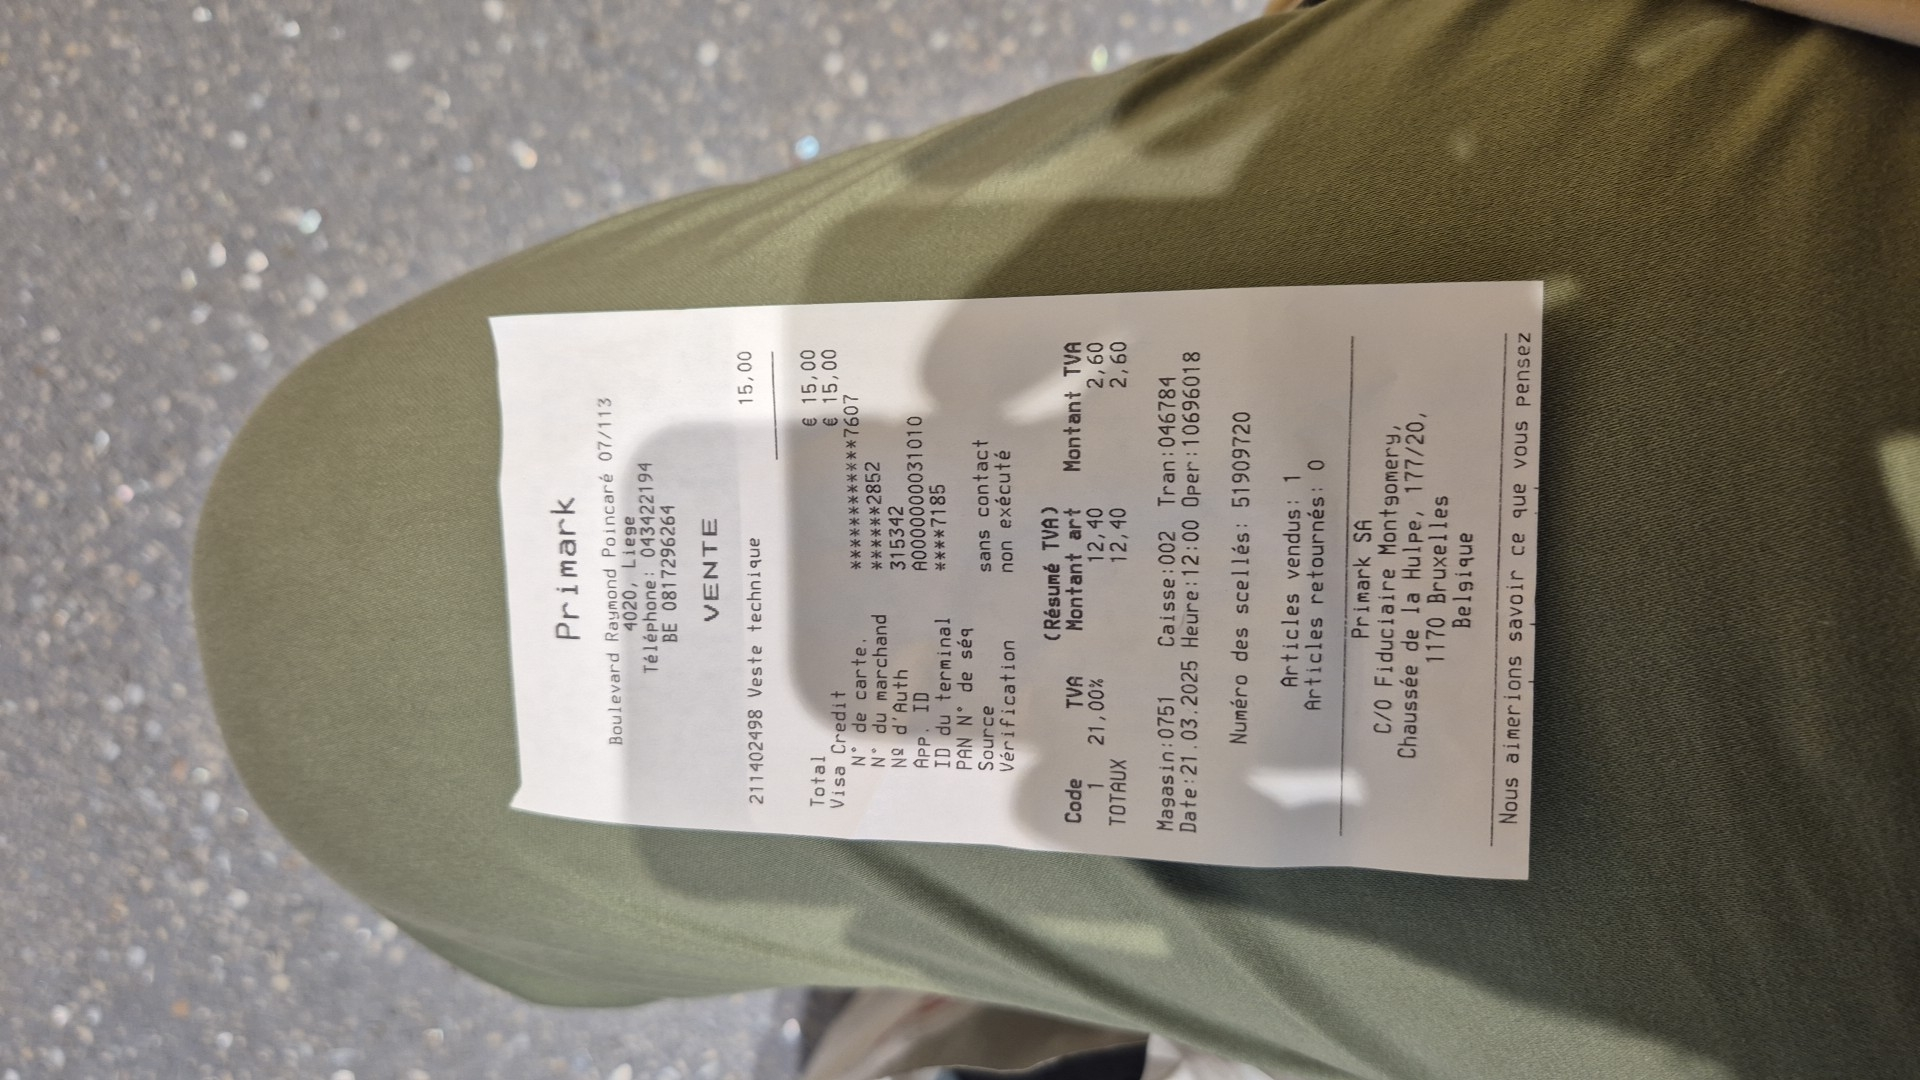 Primark
Boulevard Raymond Poincaré 07/113
4020, Liege
Téléphone: 043422194
BE 0817296264
VENTE
211402498 Veste technique 15,00
Total € 15,00
Visa Credit € 15,00
N° de carte. ************7607
N° du marchand ******2852
Nº d'Auth 315342
APP. ID A0000000031010
ID du terminal ****7185
PAN N° de séq
Source sans contact
Vérification non exécuté
(Résumé TVA)
Code TVA Montant art Montant TVA
1 21,00% 12,40 2,60
TOTAUX 12,40 2,60
Magasin:0751 Caisse:002 Tran:046784
Date:21.03.2025 Heure:12:00 Oper:10696018
Numéro des scellés: 51909720
Articles vendus: 1
Articles retournés: 0
Primark SA
C/O Fiduciaire Montgomery,
Chaussée de la Hulpe, 177/20,
1170 Bruxelles
Belgique
Nous aimerions savoir ce que vous pensez